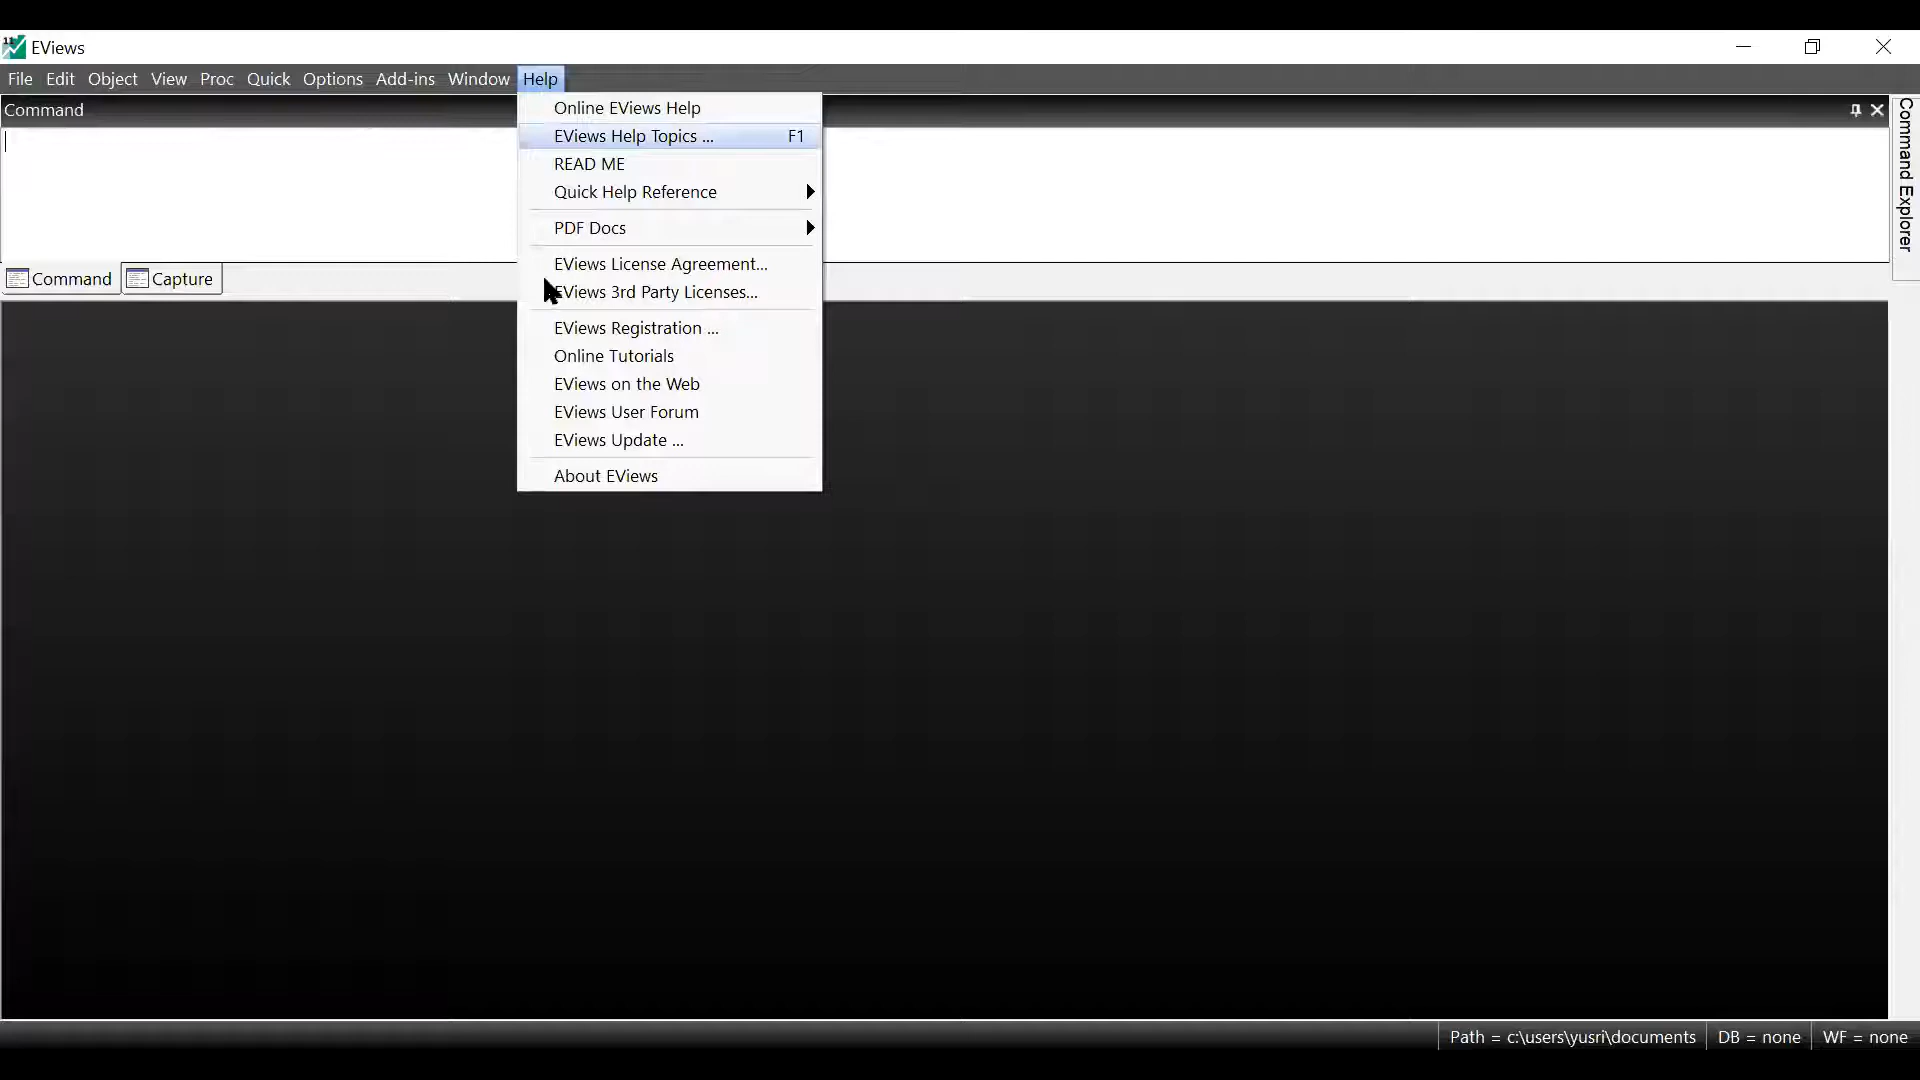 11 EViews
File Edit Object View Proc Quick Options Add-ins Window Help
Command
Online EViews Help
EViews Help Topics ... F1
READ ME
Quick Help Reference
PDF Docs
EViews License Agreement...
EViews 3rd Party Licenses...
EViews Registration ...
Online Tutorials
EViews on the Web
EViews User Forum
EViews Update ...
About EViews
Command Capture
Command Explorer
Path = c:\users\yusri\documents DB = none WF = none